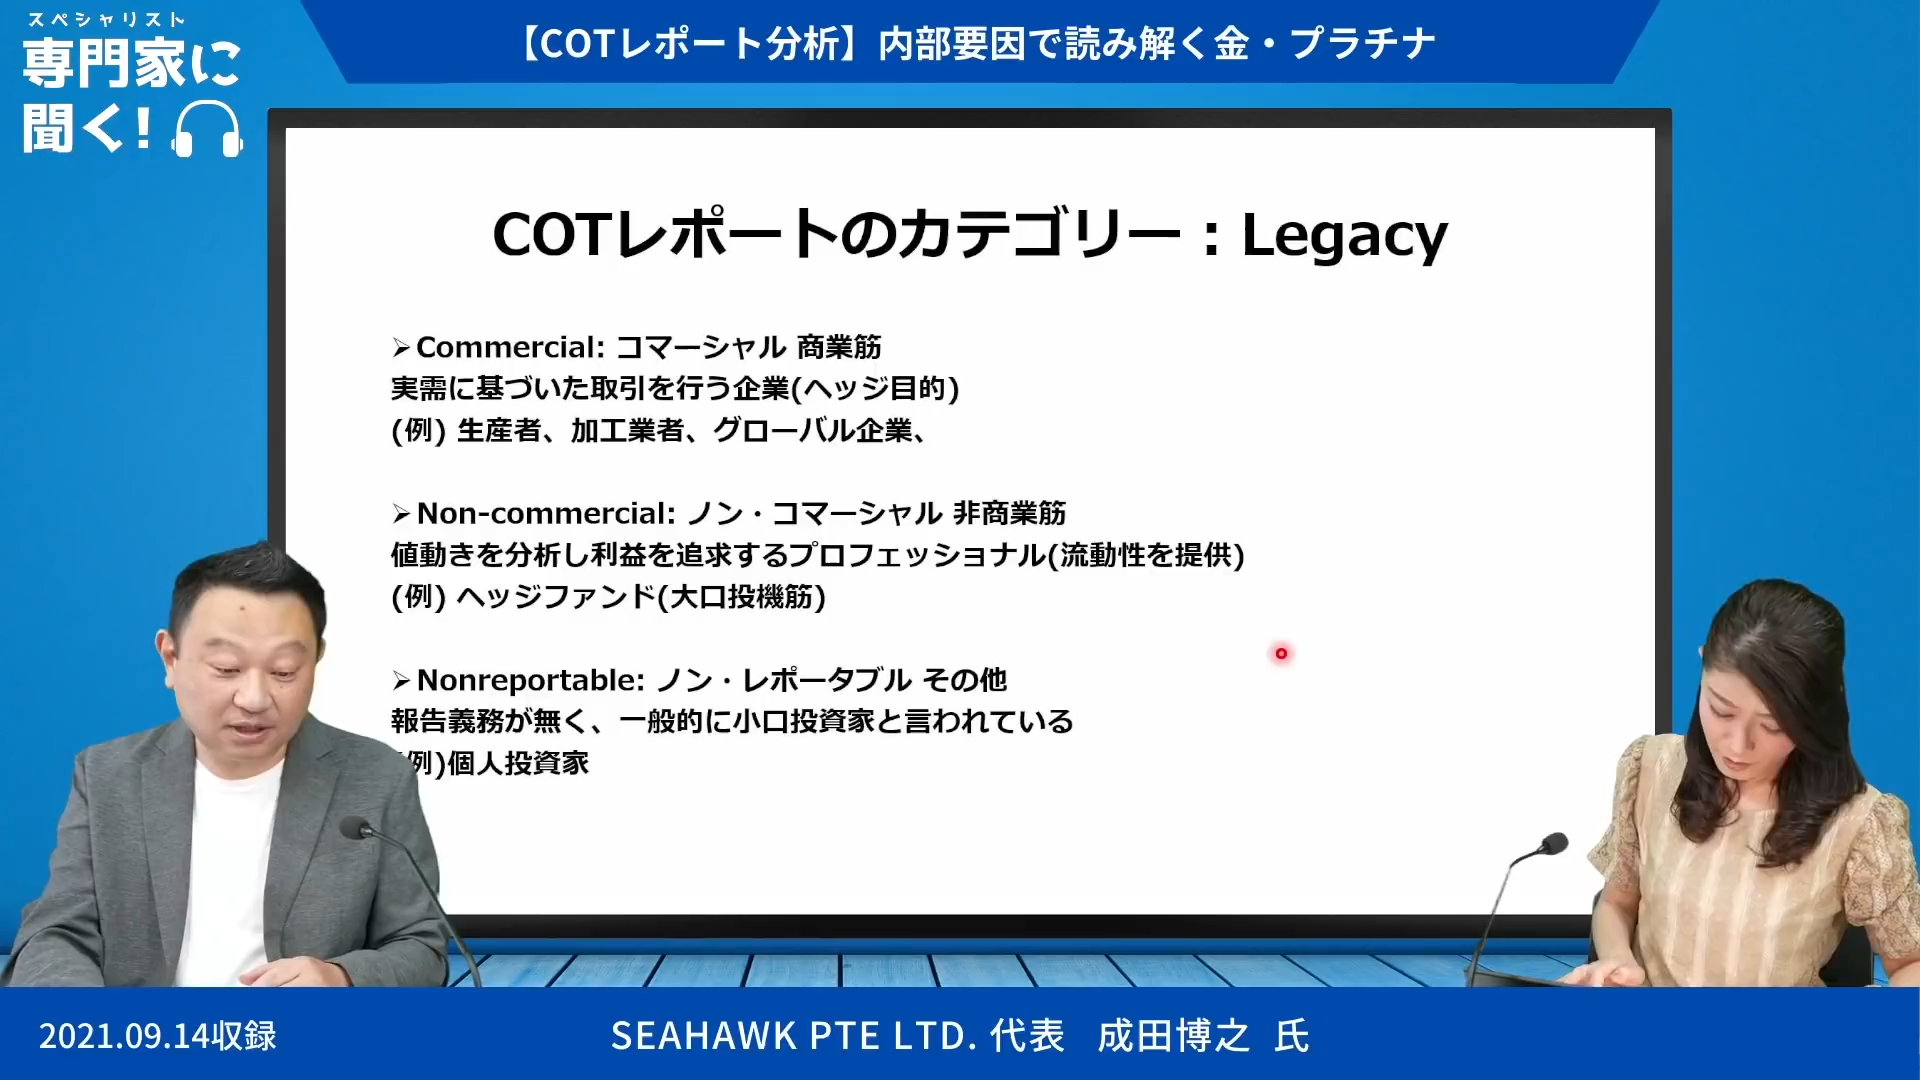 スペシャリスト
専門家に
聞く!
【COTレポート分析】内部要因で読み解く金・プラチナ
COTレポートのカテゴリー：Legacy
➢Commercial: コマーシャル 商業筋
実需に基づいた取引を行う企業(ヘッジ目的)
(例) 生産者、加工業者、グローバル企業、
➢Non-commercial: ノン・コマーシャル 非商業筋
値動きを分析し利益を追求するプロフェッショナル(流動性を提供)
(例) ヘッジファンド(大口投機筋)
➢Nonreportable: ノン・レポータブル その他
報告義務が無く、一般的に小口投資家と言われている
(例)個人投資家
2021.09.14収録
SEAHAWK PTE LTD. 代表 成田博之 氏